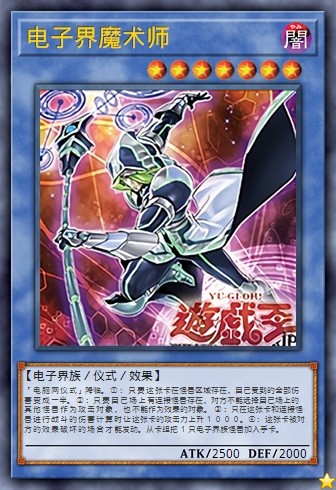 电子界魔术师
闇
YU-GI-OH!
遊戯王
.JP
【电子界族/仪式/效果】
「电脑网仪式」降临。①：只要这张卡在怪兽区域存在，自己受到的全部伤
害变成一半。②：只要自己场上有连接怪兽存在，对方不能选择自己场上的
其他怪兽作为攻击对象，也不能作为效果的对象。③：只在这张卡和连接怪
兽进行战斗的伤害计算时让这张卡的攻击力上升1000。④：这张卡被对
方的效果破坏的场合才能发动。从卡组把1只电子界族怪兽加入手卡。
ATK/2500 DEF/2000